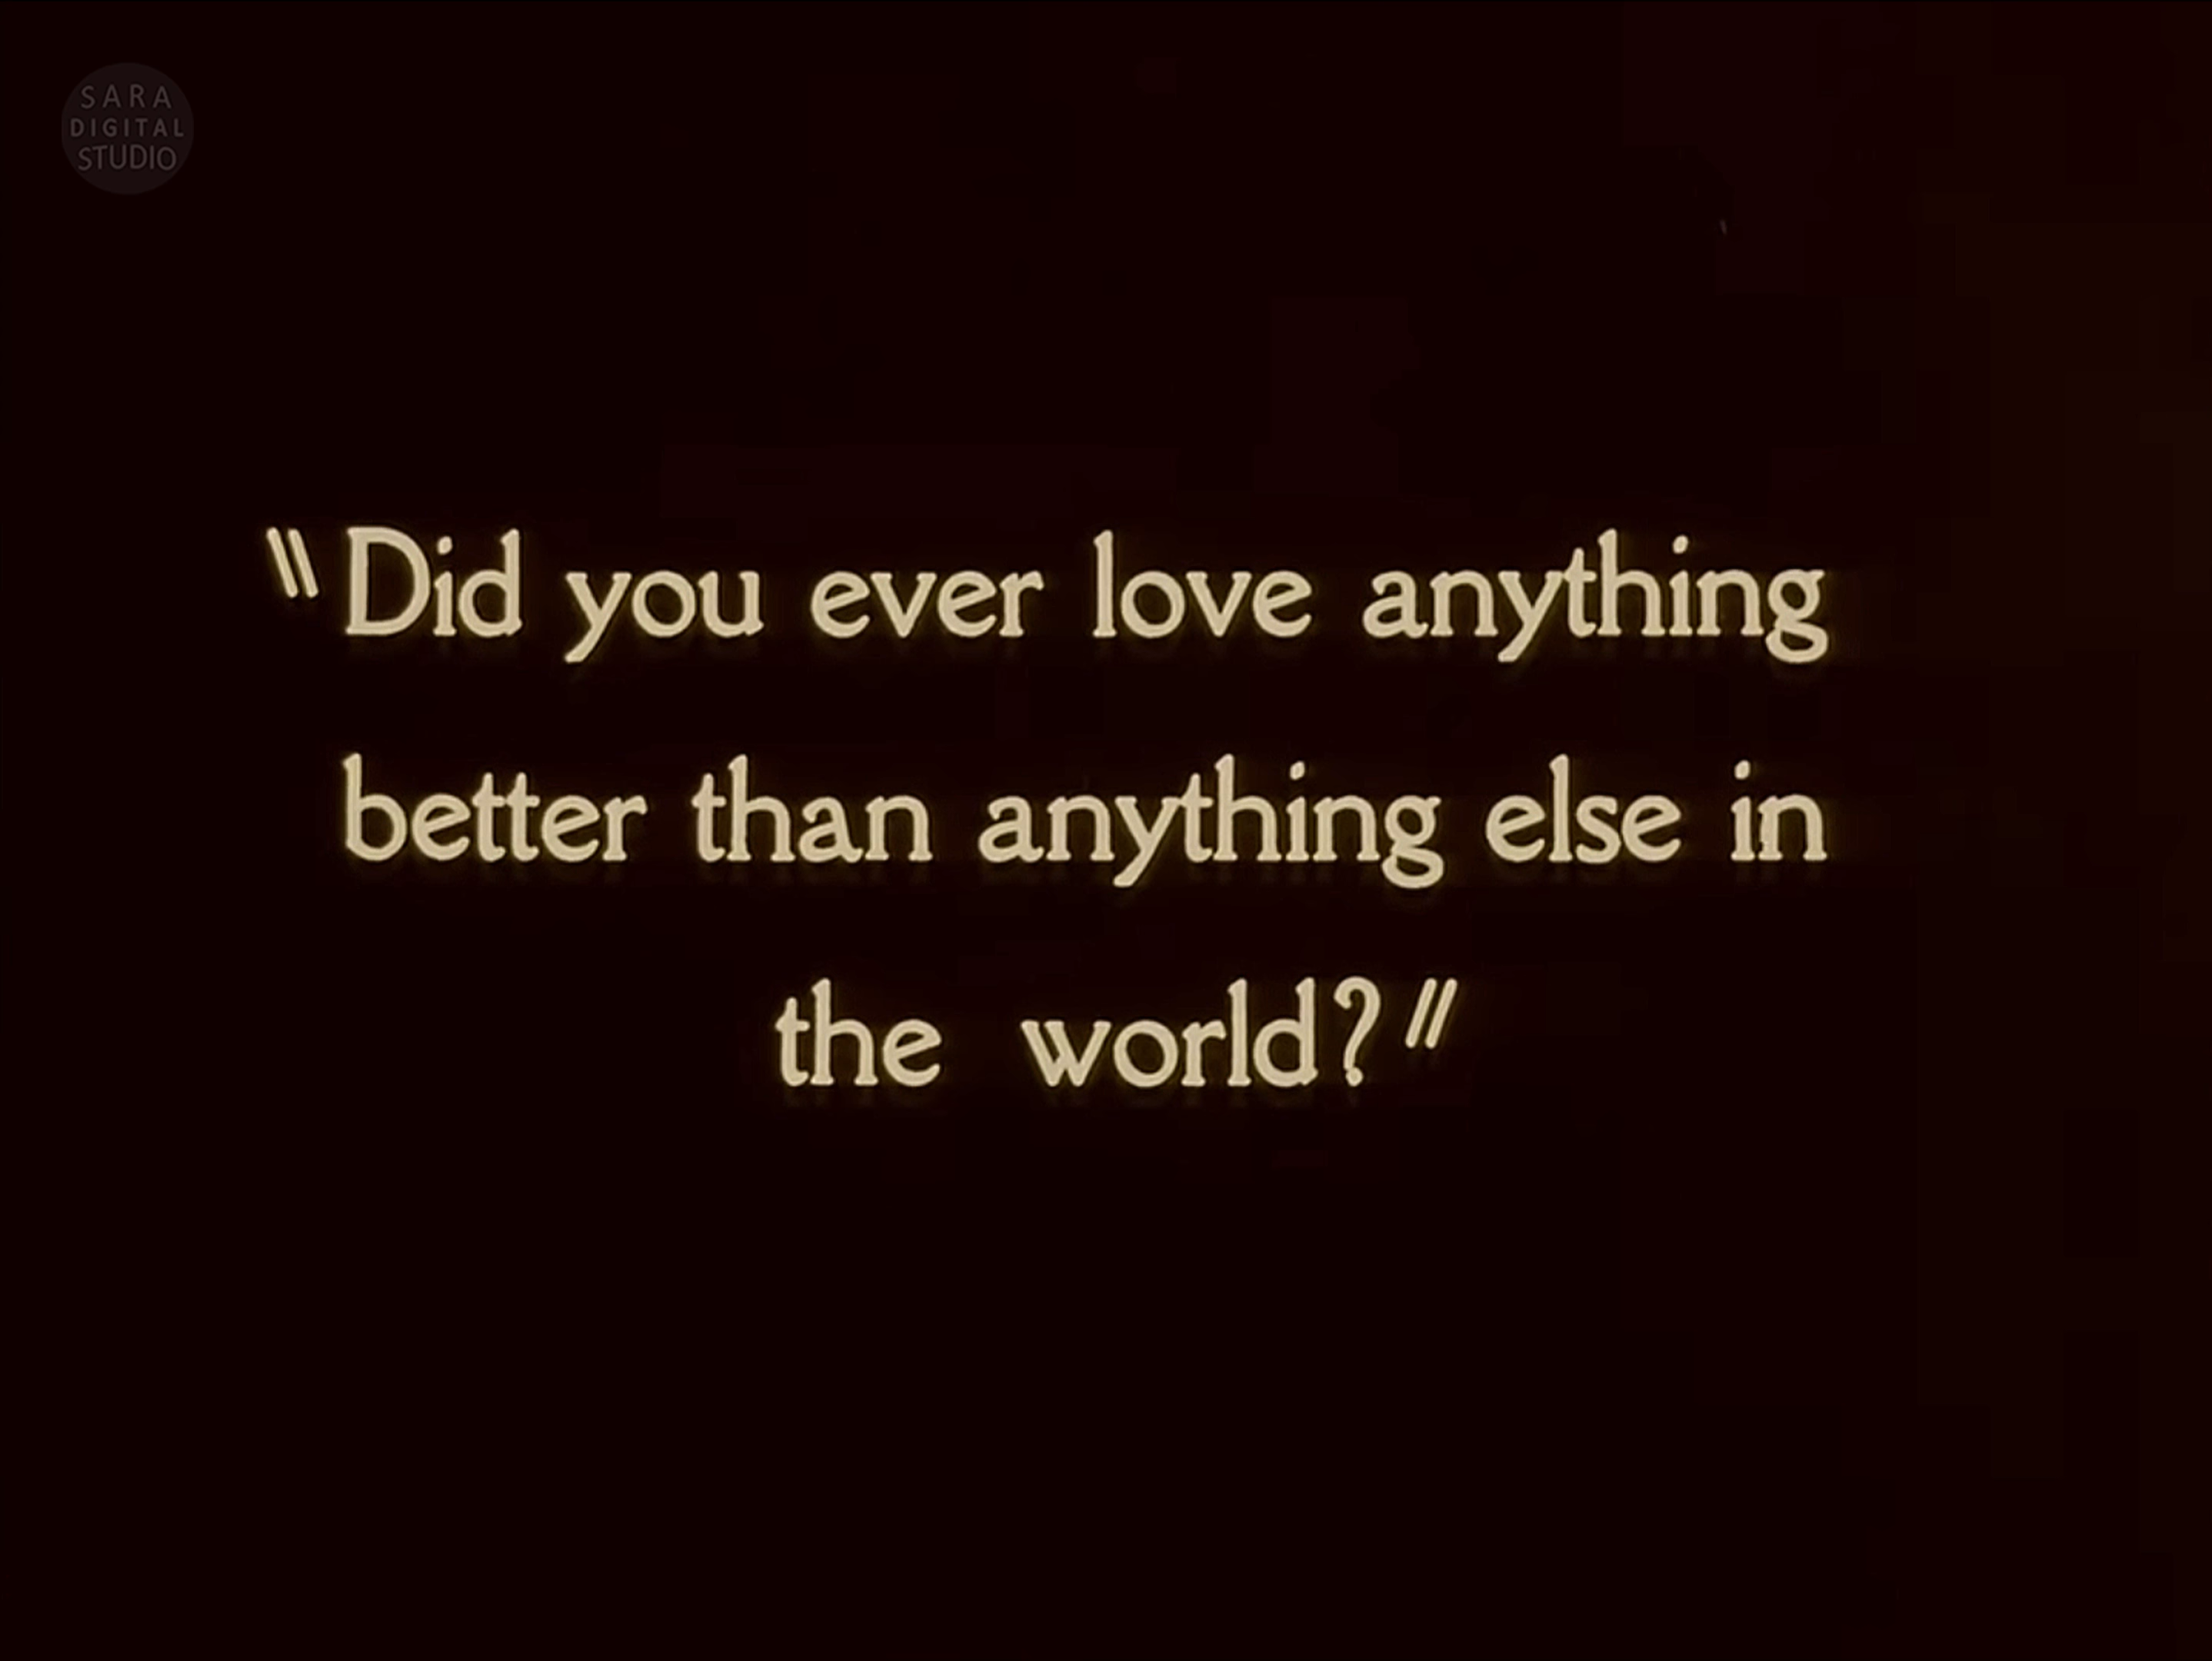 SARA
DIGITAL
STUDIO
"Did you ever love anything
better than anything else in
the world?"